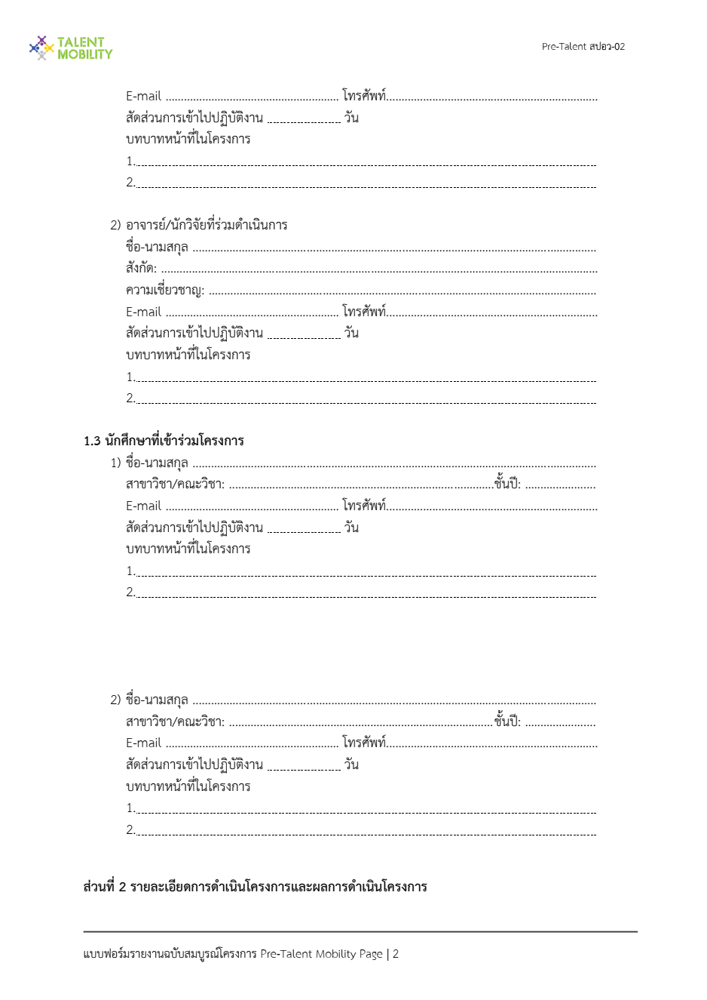 TALENT
MOBILITY
Pre-Talent สปอว-02
E-mail ......................................................... โทรศัพท์......................................................................
สัดส่วนการเข้าไปปฏิบัติงาน ........................ วัน
บทบาทหน้าที่ในโครงการ
1.........................................................................................................................................................
2.........................................................................................................................................................
2) อาจารย์/นักวิจัยที่ร่วมดำเนินการ
ชื่อ-นามสกุล .....................................................................................................................................
สังกัด: ...............................................................................................................................................
ความเชี่ยวชาญ: ...............................................................................................................................
E-mail ......................................................... โทรศัพท์......................................................................
สัดส่วนการเข้าไปปฏิบัติงาน ........................ วัน
บทบาทหน้าที่ในโครงการ
1.........................................................................................................................................................
2.........................................................................................................................................................
1.3 นักศึกษาที่เข้าร่วมโครงการ
1) ชื่อ-นามสกุล .....................................................................................................................................
สาขาวิชา/คณะวิชา: .......................................................................................ชั้นปี: .......................
E-mail ......................................................... โทรศัพท์......................................................................
สัดส่วนการเข้าไปปฏิบัติงาน ........................ วัน
บทบาทหน้าที่ในโครงการ
1.........................................................................................................................................................
2.........................................................................................................................................................
2) ชื่อ-นามสกุล .....................................................................................................................................
สาขาวิชา/คณะวิชา: .......................................................................................ชั้นปี: .......................
E-mail ......................................................... โทรศัพท์......................................................................
สัดส่วนการเข้าไปปฏิบัติงาน ........................ วัน
บทบาทหน้าที่ในโครงการ
1.........................................................................................................................................................
2.........................................................................................................................................................
ส่วนที่ 2 รายละเอียดการดำเนินโครงการและผลการดำเนินโครงการ
แบบฟอร์มรายงานฉบับสมบูรณ์โครงการ Pre-Talent Mobility Page | 2